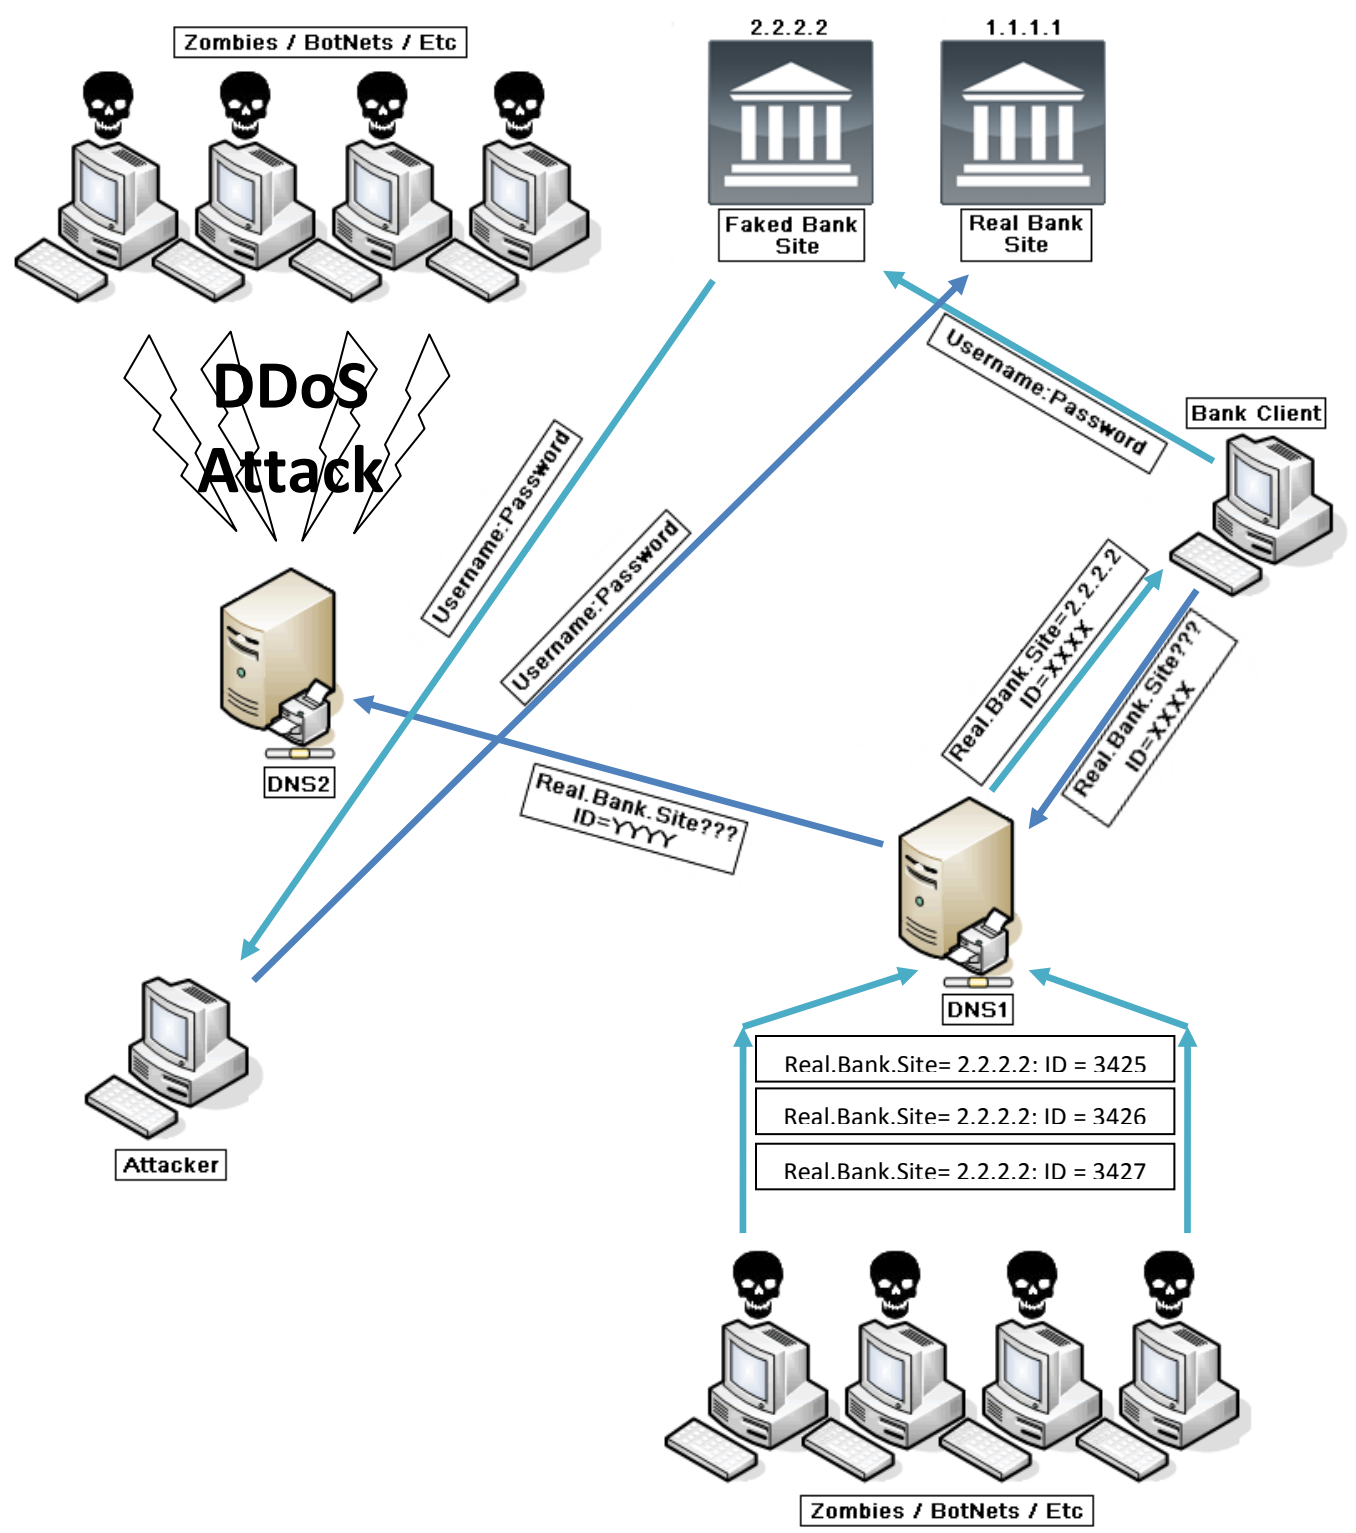 Zombies / BotNets / Etc
2.2.2.2
1.1.1.1
Faked Bank
Site
Real Bank
Site
DDoS
Attack
Username:Password
Bank Client
Username:Password
Username:Password
Real.Bank.Site=2.2.2.2
ID=XXXX
Real.Bank.Site???
ID=XXXX
DNS2
Real.Bank.Site???
ID=YYYY
DNS1
Real.Bank.Site= 2.2.2.2: ID = 3425
Real.Bank.Site= 2.2.2.2: ID = 3426
Real.Bank.Site= 2.2.2.2: ID = 3427
Attacker
Zombies / BotNets / Etc